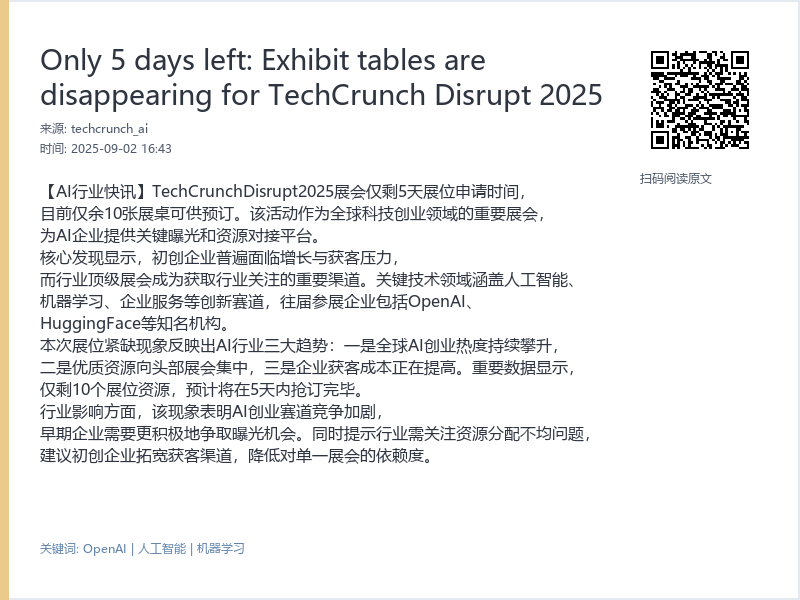 Only 5 days left: Exhibit tables are
disappearing for TechCrunch Disrupt 2025
来源: techcrunch_ai
时间: 2025-09-02 16:43
扫码阅读原文
【AI行业快讯】TechCrunchDisrupt2025展会仅剩5天展位申请时间，
目前仅余10张展桌可供预订。该活动作为全球科技创业领域的重要展会，
为AI企业提供关键曝光和资源对接平台。
核心发现显示，初创企业普遍面临增长与获客压力，
而行业顶级展会成为获取行业关注的重要渠道。关键技术领域涵盖人工智能、
机器学习、企业服务等创新赛道，往届参展企业包括OpenAI、
HuggingFace等知名机构。
本次展位紧缺现象反映出AI行业三大趋势：一是全球AI创业热度持续攀升，
二是优质资源向头部展会集中，三是企业获客成本正在提高。重要数据显示，
仅剩10个展位资源，预计将在5天内抢订完毕。
行业影响方面，该现象表明AI创业赛道竞争加剧，
早期企业需要更积极地争取曝光机会。同时提示行业需关注资源分配不均问题，
建议初创企业拓宽获客渠道，降低对单一展会的依赖度。
关键词: OpenAI | 人工智能 | 机器学习